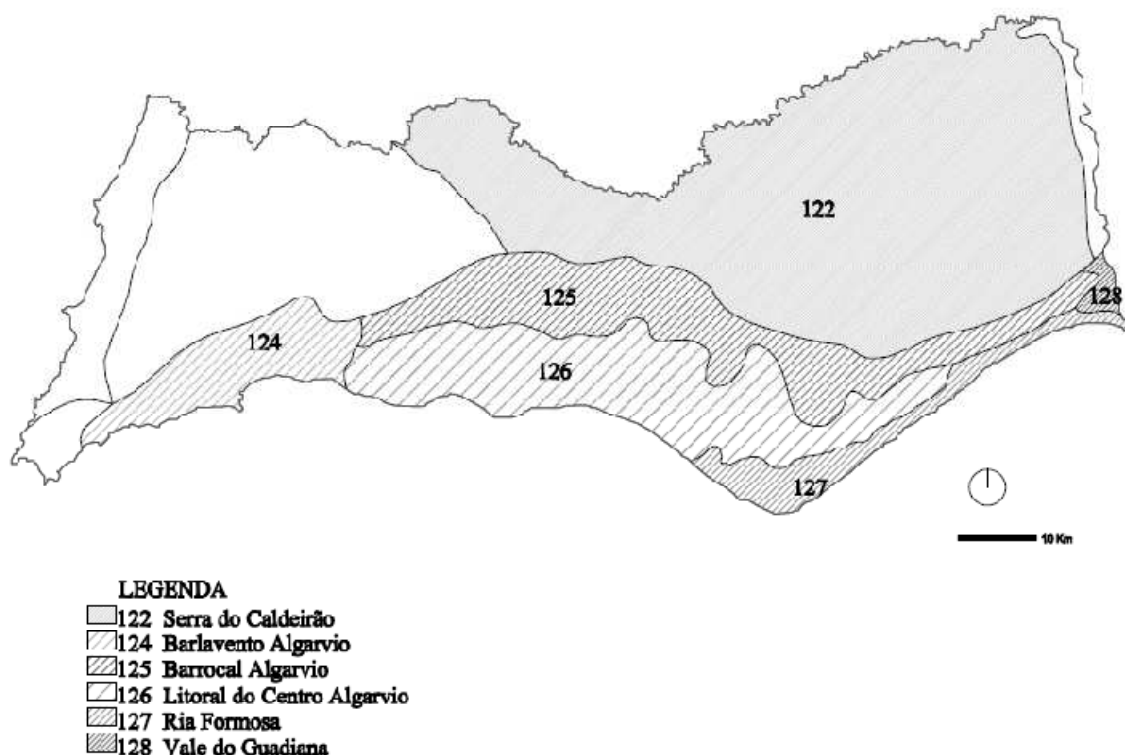 122
125
128
124
126
127
10 Km
LEGENDA
122 Serra do Caldeirão
124 Barlavento Algarvio
125 Barrocal Algarvio
126 Litoral do Centro Algarvio
127 Ria Formosa
128 Vale do Guadiana